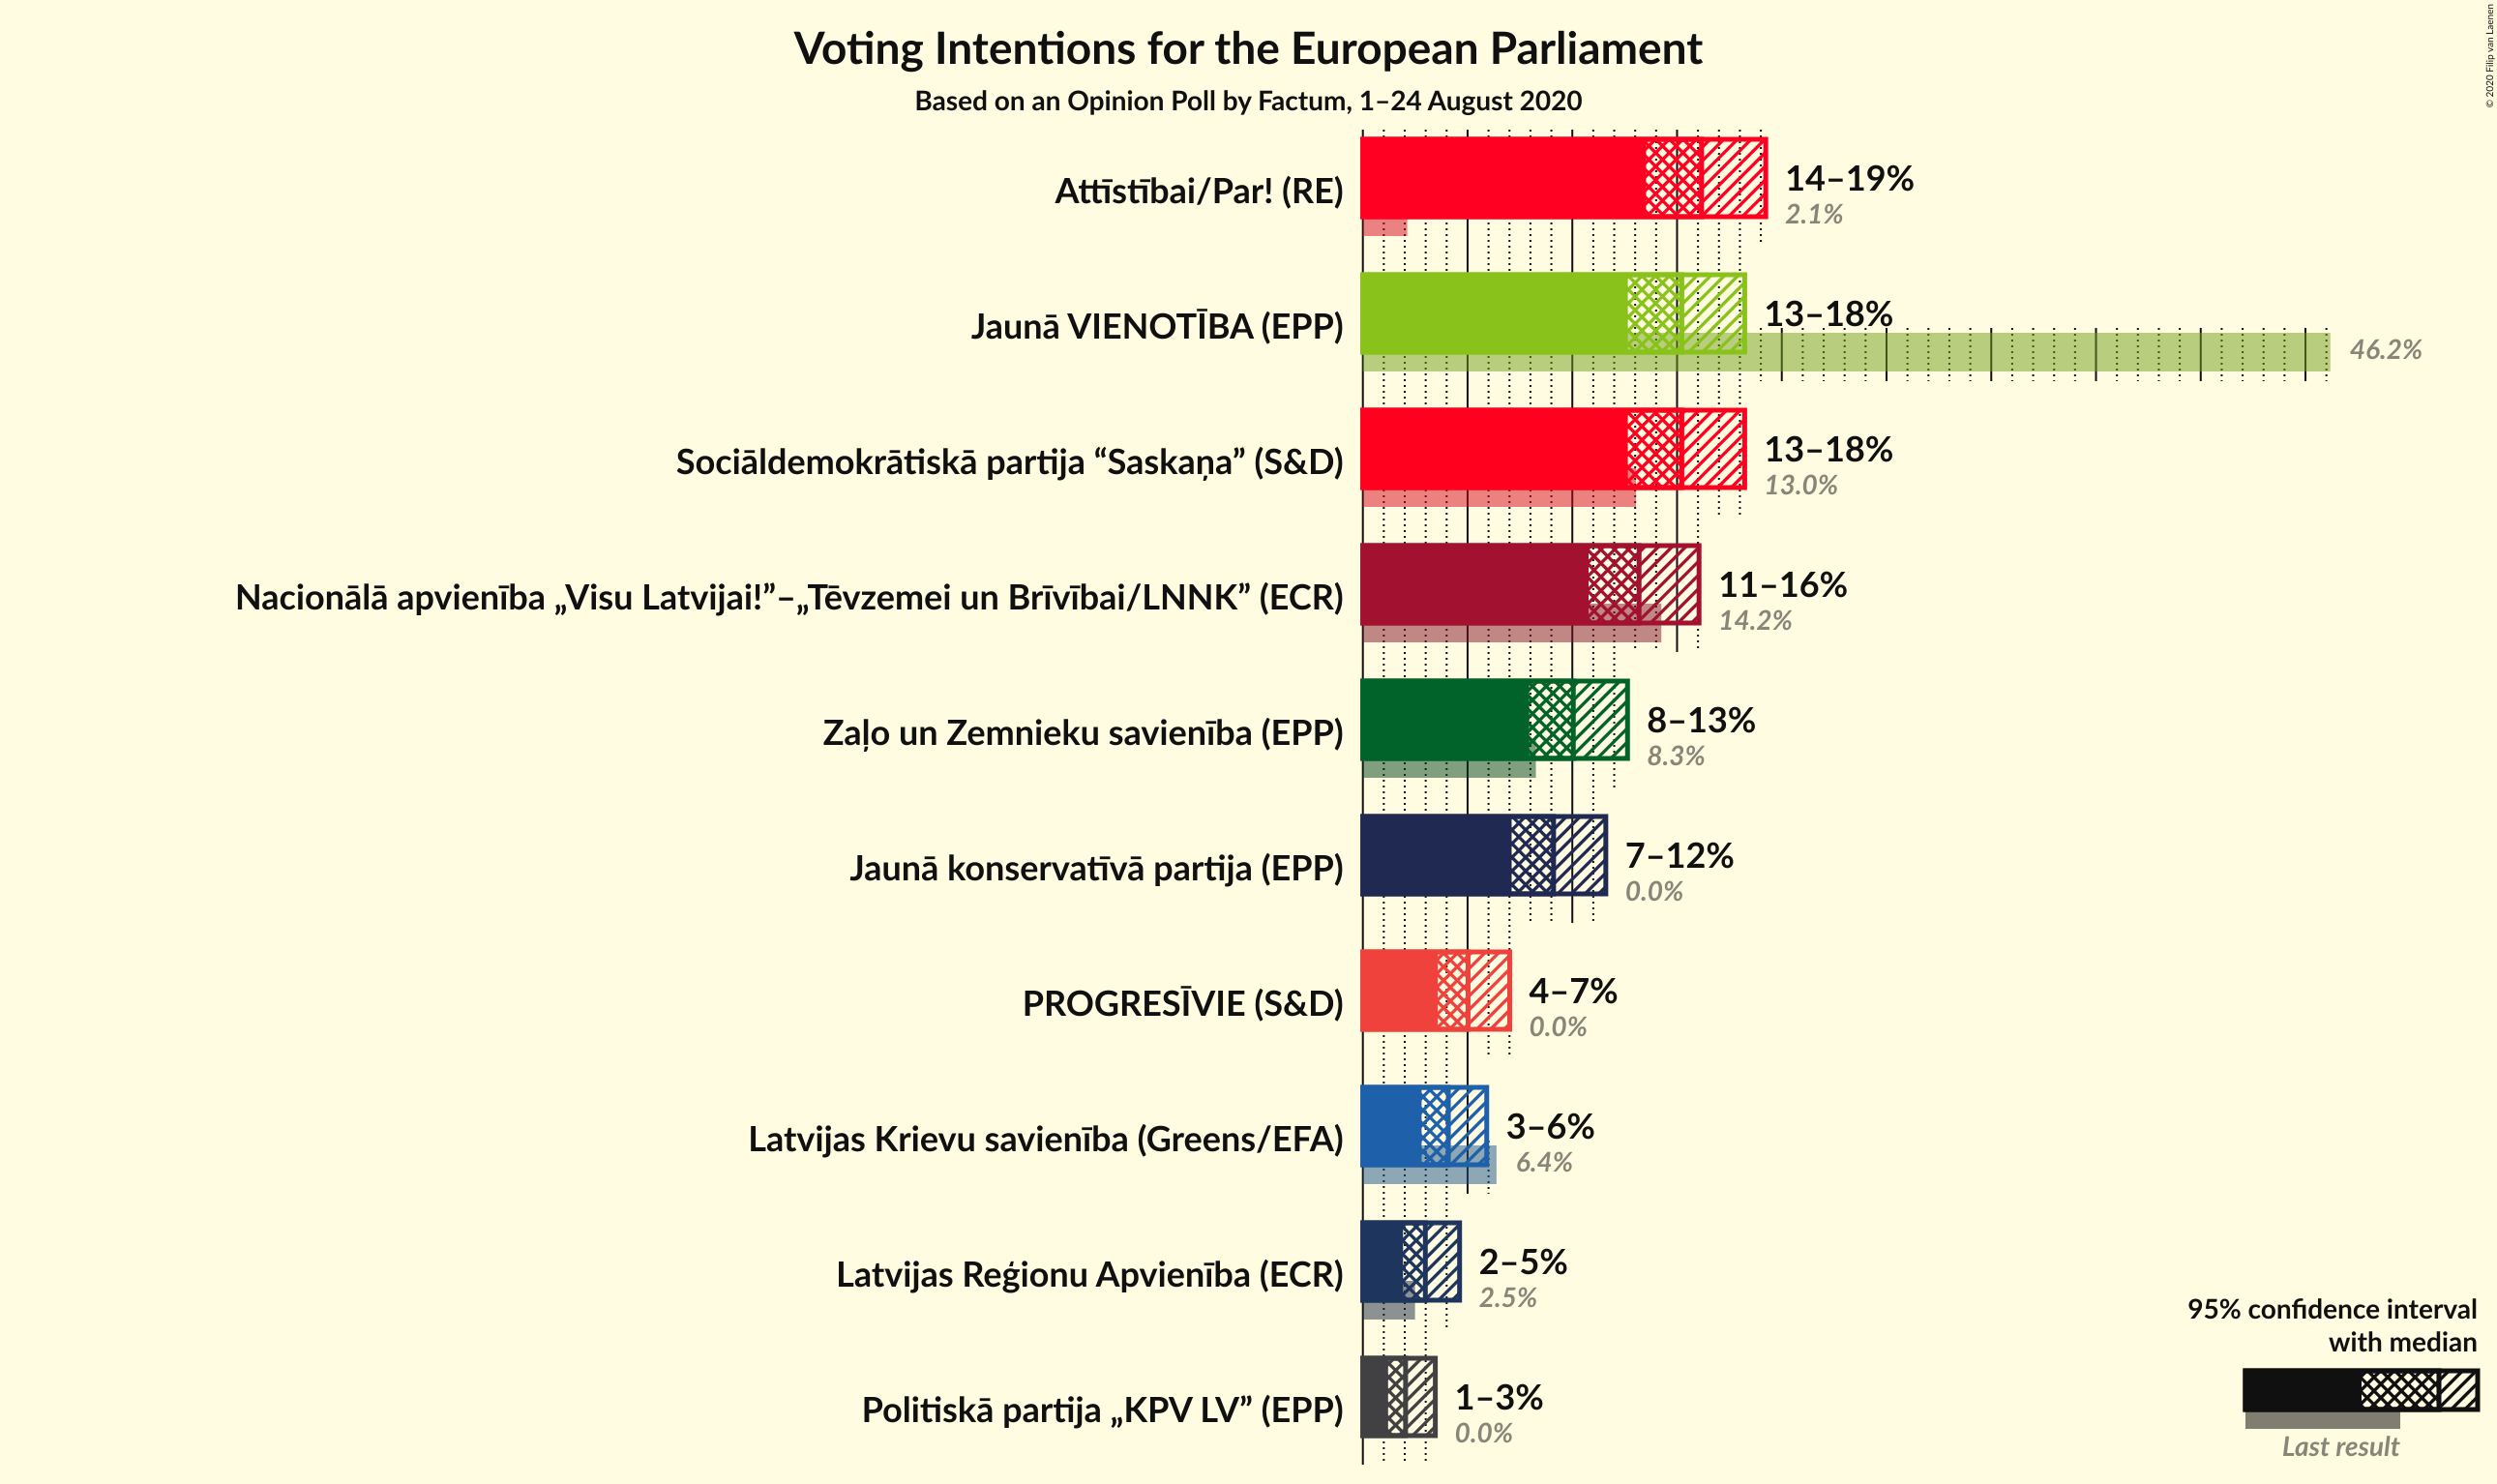 Voting Intentions for the European Parliament
Based on an Opinion Poll by Factum, 1–24 August 2020
© 2020 Filip van Laenen
Attīstībai/Par! (RE)
14–19%
2.1%
Jaunā VIENOTĪBA (EPP)
13–18%
46.2%
Sociāldemokrātiskā partija “Saskaņa” (S&D)
13–18%
13.0%
Nacionālā apvienība „Visu Latvijai!”–„Tēvzemei un Brīvībai/LNNK” (ECR)
11–16%
14.2%
Zaļo un Zemnieku savienība (EPP)
8–13%
8.3%
Jaunā konservatīvā partija (EPP)
7–12%
0.0%
PROGRESĪVIE (S&D)
4–7%
0.0%
Latvijas Krievu savienība (Greens/EFA)
3–6%
6.4%
Latvijas Reģionu Apvienība (ECR)
2–5%
2.5%
Politiskā partija „KPV LV” (EPP)
1–3%
0.0%
95% confidence interval
with median
Last result